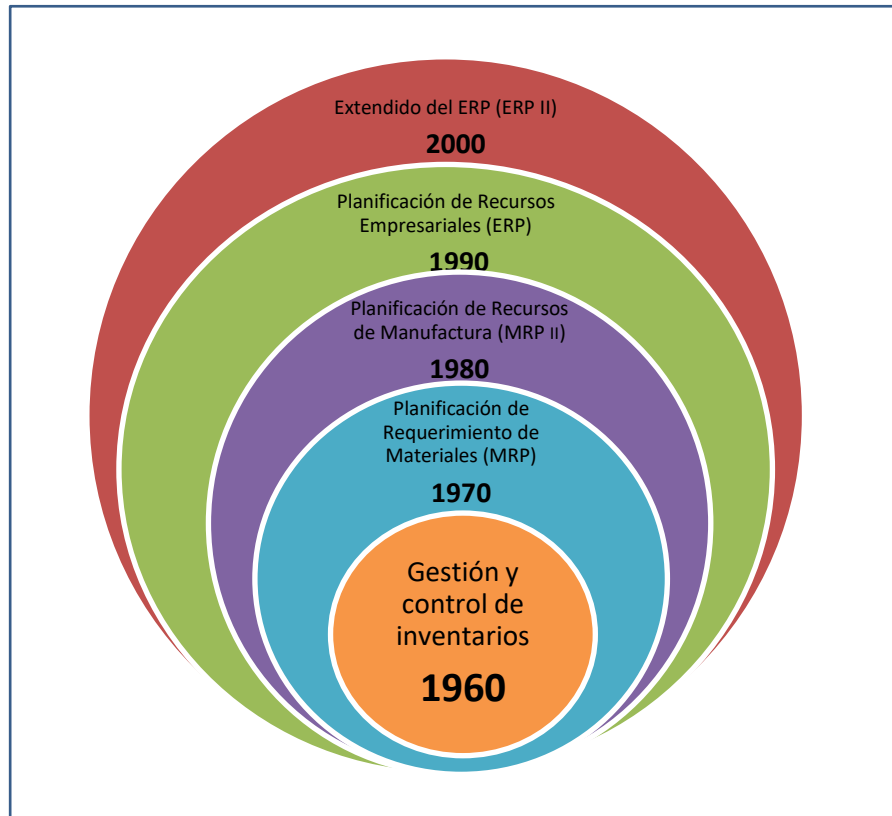 Extendido del ERP (ERP II)
2000
Planificación de Recursos
Empresariales (ERP)
1990
Planificación de Recursos
de Manufactura (MRP II)
1980
Planificación de
Requerimiento de
Materiales (MRP)
1970
Gestión y
control de
inventarios
1960